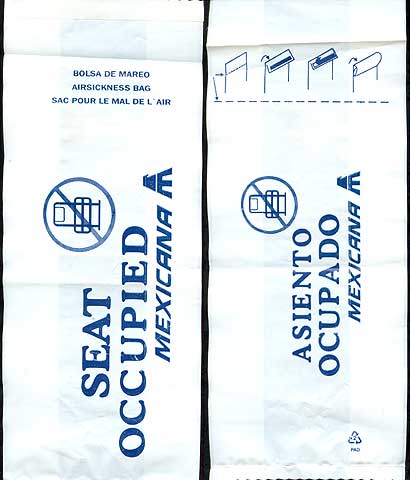 BOLSA DE MAREO
AIRSICKNESS BAG
SAC POUR LE MAL DE L`AIR
SEAT
OCCUPIED
MEXICANA
ASIENTO
OCUPADO
MEXICANA
PAD